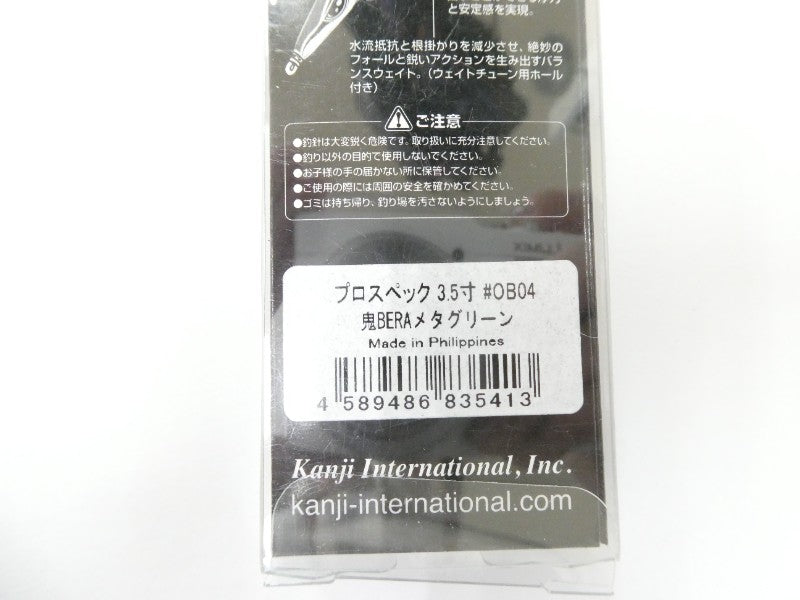 と安定感を実現。
水流抵抗と根掛かりを減少させ、絶妙の
フォールと鋭いアクションを生み出すバラ
ンスウェイト。(ウェイトチューン用ホール
付き)
ご注意
●釣針は大変鋭く危険です。取り扱いに充分注意してください。
●釣り以外の目的で使用しないでください。
●お子様の手の届かない所に保管してください。
●ご使用の際には周囲の安全を確かめてください。
●ゴミは持ち帰り、釣り場を汚さないようにしましょう。
プロスペック 3.5寸 #OB04
鬼BERAメタグリーン
Made in Philippines
4 589486 835413
Kanji International, Inc.
kanji-international.com